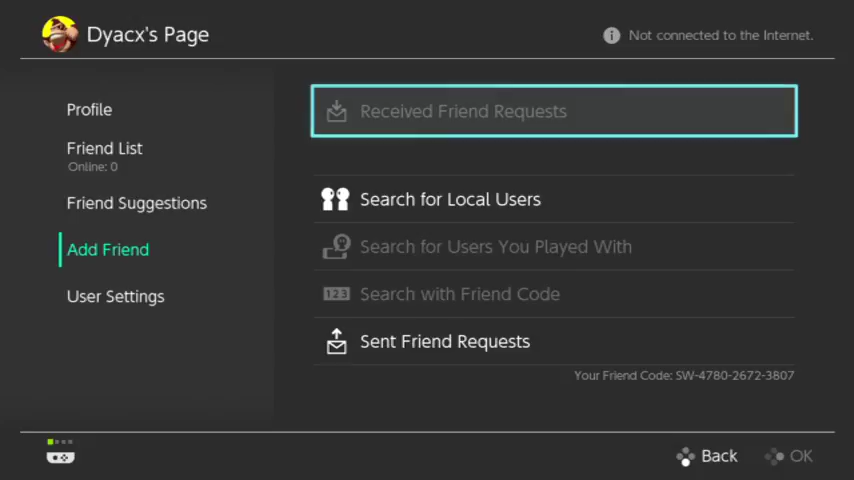 Dyacx's Page
Not connected to the Internet.
Profile
Friend List
Online: 0
Friend Suggestions
Add Friend
User Settings
Received Friend Requests
Search for Local Users
Search for Users You Played With
123 Search with Friend Code
Sent Friend Requests
Your Friend Code: SW-4780-2672-3807
Back
OK